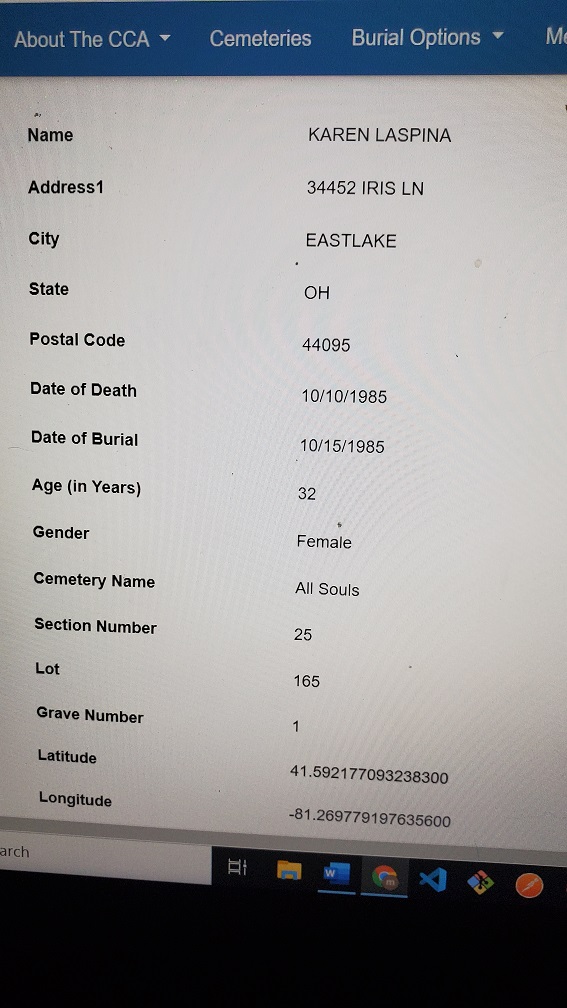 About The CCA Cemeteries Burial Options
Name KAREN LASPINA
Address1 34452 IRIS LN
City EASTLAKE
State OH
Postal Code 44095
Date of Death 10/10/1985
Date of Burial 10/15/1985
Age (in Years) 32
Gender Female
Cemetery Name All Souls
Section Number 25
Lot 165
Grave Number 1
Latitude 41.592177093238300
Longitude -81.269779197635600
arch
W
m